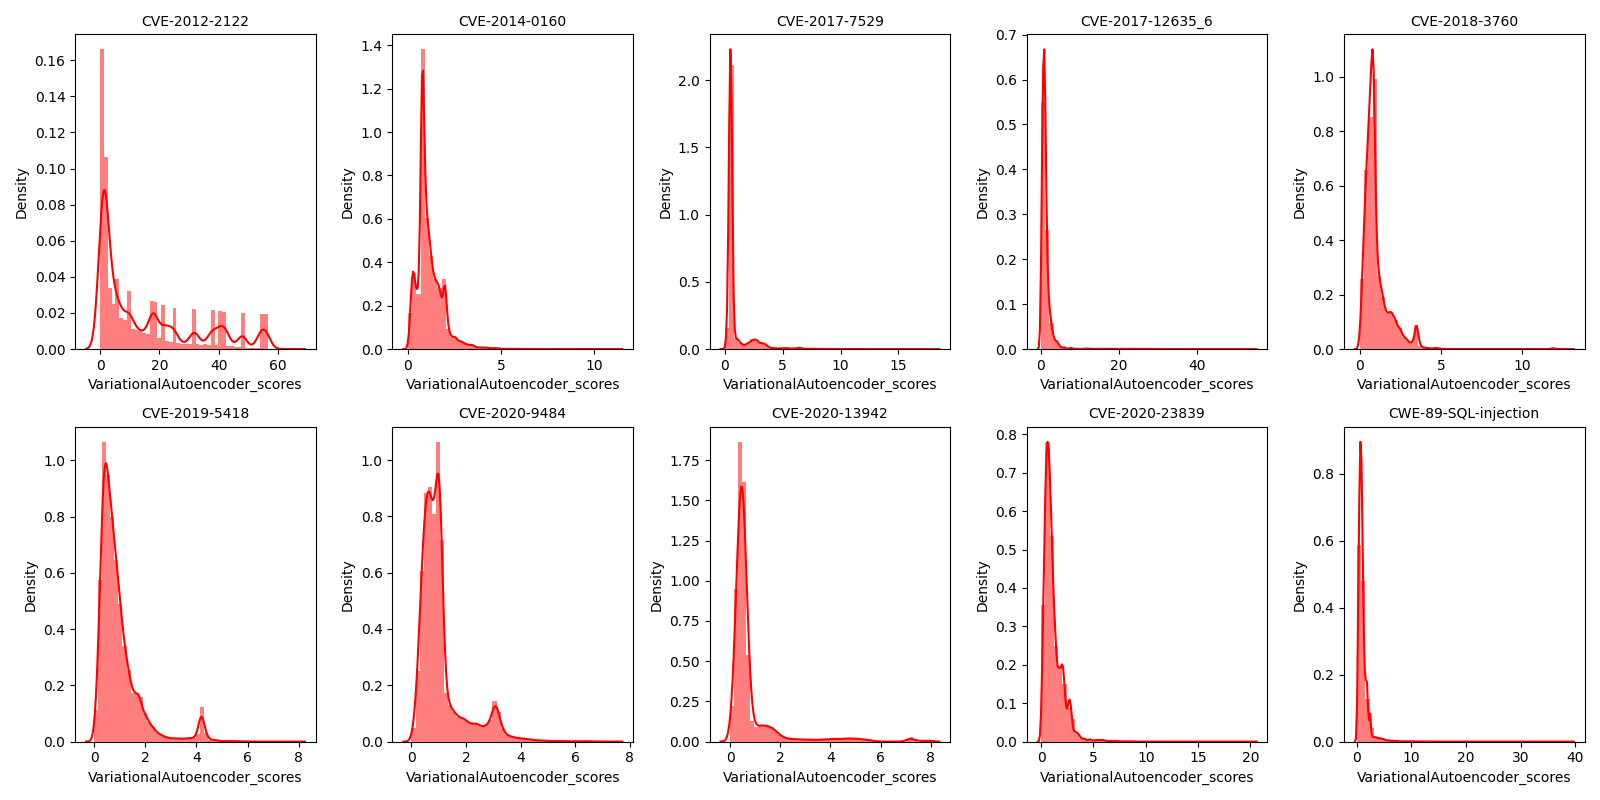 CVE-2012-2122
Density
0.16
0.14
0.12
0.10
0.08
0.06
0.04
0.02
0.00
0 20 40 60
VariationalAutoencoder_scores
CVE-2014-0160
Density
1.4
1.2
1.0
0.8
0.6
0.4
0.2
0.0
0 5 10
VariationalAutoencoder_scores
CVE-2017-7529
Density
2.0
1.5
1.0
0.5
0.0
0 5 10 15
VariationalAutoencoder_scores
CVE-2017-12635_6
Density
0.7
0.6
0.5
0.4
0.3
0.2
0.1
0.0
0 20 40
VariationalAutoencoder_scores
CVE-2018-3760
Density
1.0
0.8
0.6
0.4
0.2
0.0
0 5 10
VariationalAutoencoder_scores
CVE-2019-5418
Density
1.0
0.8
0.6
0.4
0.2
0.0
0 2 4 6 8
VariationalAutoencoder_scores
CVE-2020-9484
Density
1.0
0.8
0.6
0.4
0.2
0.0
0 2 4 6 8
VariationalAutoencoder_scores
CVE-2020-13942
Density
1.75
1.50
1.25
1.00
0.75
0.50
0.25
0.00
0 2 4 6 8
VariationalAutoencoder_scores
CVE-2020-23839
Density
0.8
0.7
0.6
0.5
0.4
0.3
0.2
0.1
0.0
0 5 10 15 20
VariationalAutoencoder_scores
CWE-89-SQL-injection
Density
0.8
0.6
0.4
0.2
0.0
0 10 20 30 40
VariationalAutoencoder_scores